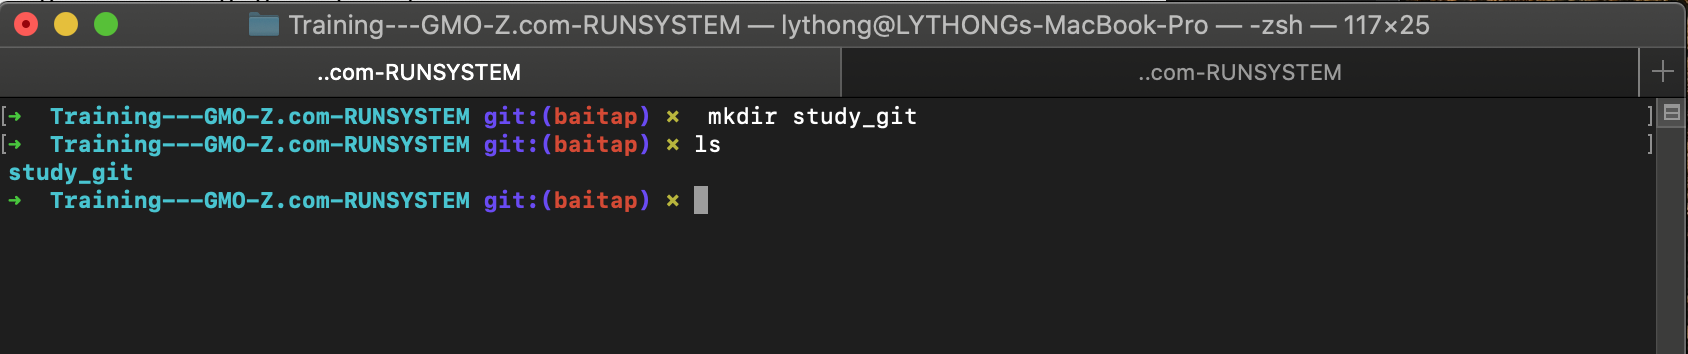 Training---GMO-Z.com-RUNSYSTEM — lythong@LYTHONGs-MacBook-Pro — -zsh — 117×25
..com-RUNSYSTEM ..com-RUNSYSTEM
[➜ Training---GMO-Z.com-RUNSYSTEM git:(baitap) ✗ mkdir study_git ]
[➜ Training---GMO-Z.com-RUNSYSTEM git:(baitap) ✗ ls ]
study_git
➜ Training---GMO-Z.com-RUNSYSTEM git:(baitap) ✗